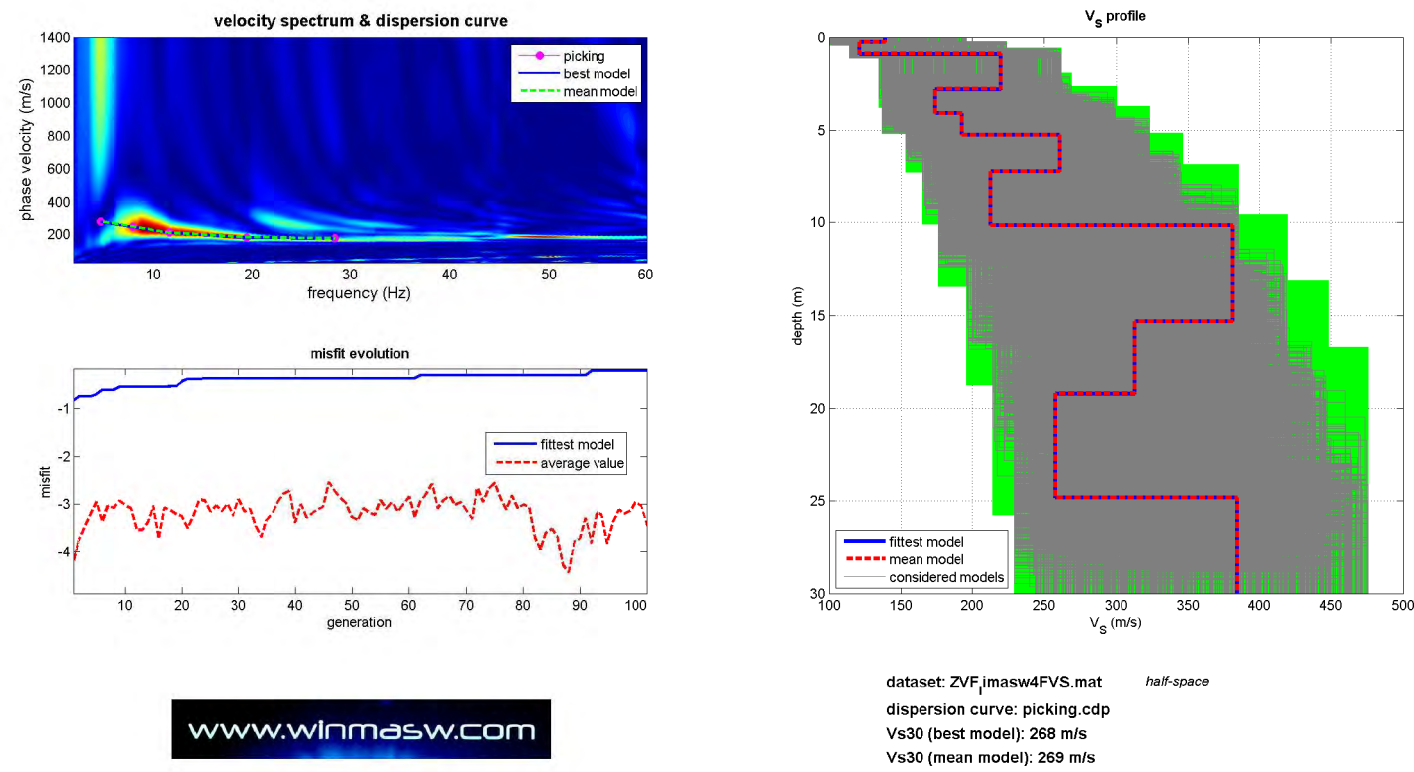 velocity spectrum & dispersion curve
1400
1200
1000
800
600
400
200
phase velocity (m/s)
picking
best model
mean model
10
20
30
40
50
60
frequency (Hz)
misfit evolution
-1
-2
-3
-4
misfit
fittest model
average value
10
20
30
40
50
60
70
80
90
100
generation
www.winmasw.com
VS profile
0
5
10
15
20
25
30
depth (m)
fittest model
mean model
considered models
100
150
200
250
300
350
400
450
500
VS (m/s)
dataset: ZVFlimasw4FVS.mat
half-space
dispersion curve: picking.cdp
Vs30 (best model): 268 m/s
Vs30 (mean model): 269 m/s